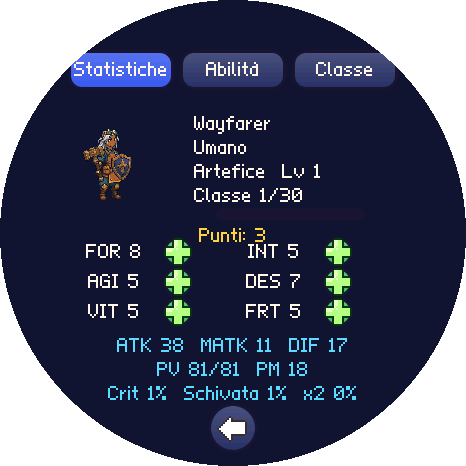 Statistiche Abilità Classe
Wayfarer
Umano
Artefice Lv 1
Classe 1/30
Punti: 3
FOR 8 INT 5
AGI 5 DES 7
VIT 5 FRT 5
ATK 38 MATK 11 DIF 17
PV 81/81 PM 18
Crit 1% Schivata 1% x2 0%